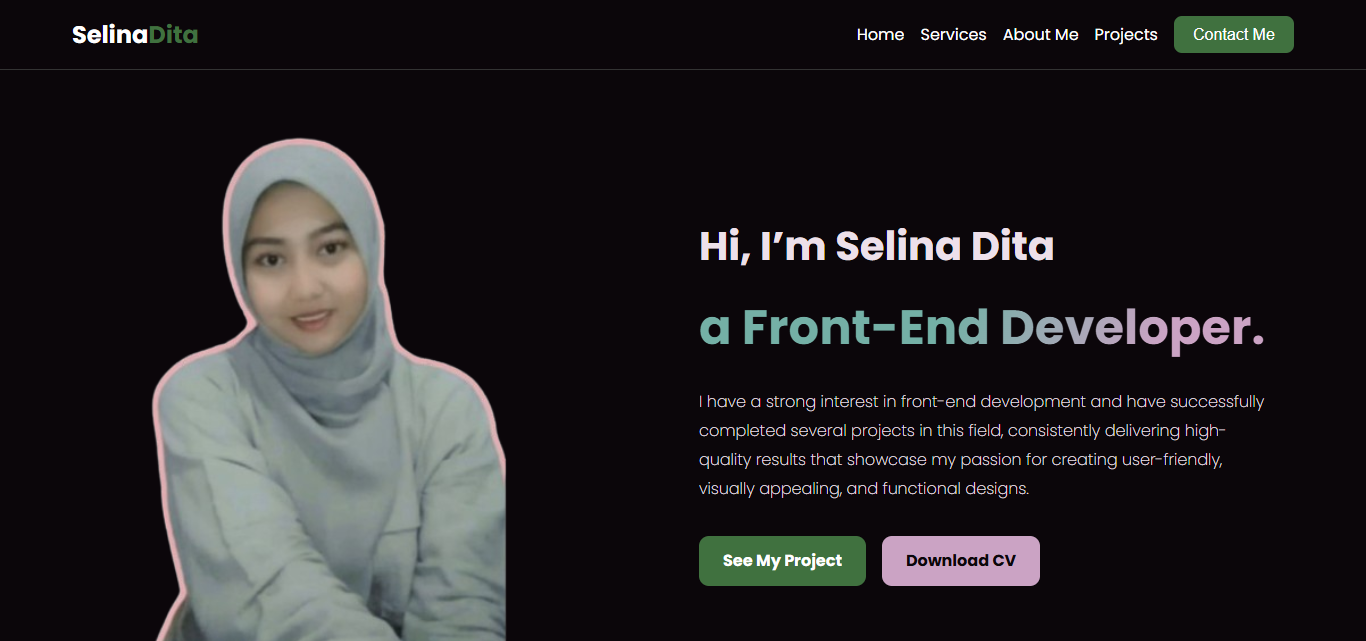 SelinaDita
Home Services About Me Projects Contact Me
Hi, I’m Selina Dita
a Front-End Developer.
I have a strong interest in front-end development and have successfully
completed several projects in this field, consistently delivering high-
quality results that showcase my passion for creating user-friendly,
visually appealing, and functional designs.
See My Project Download CV